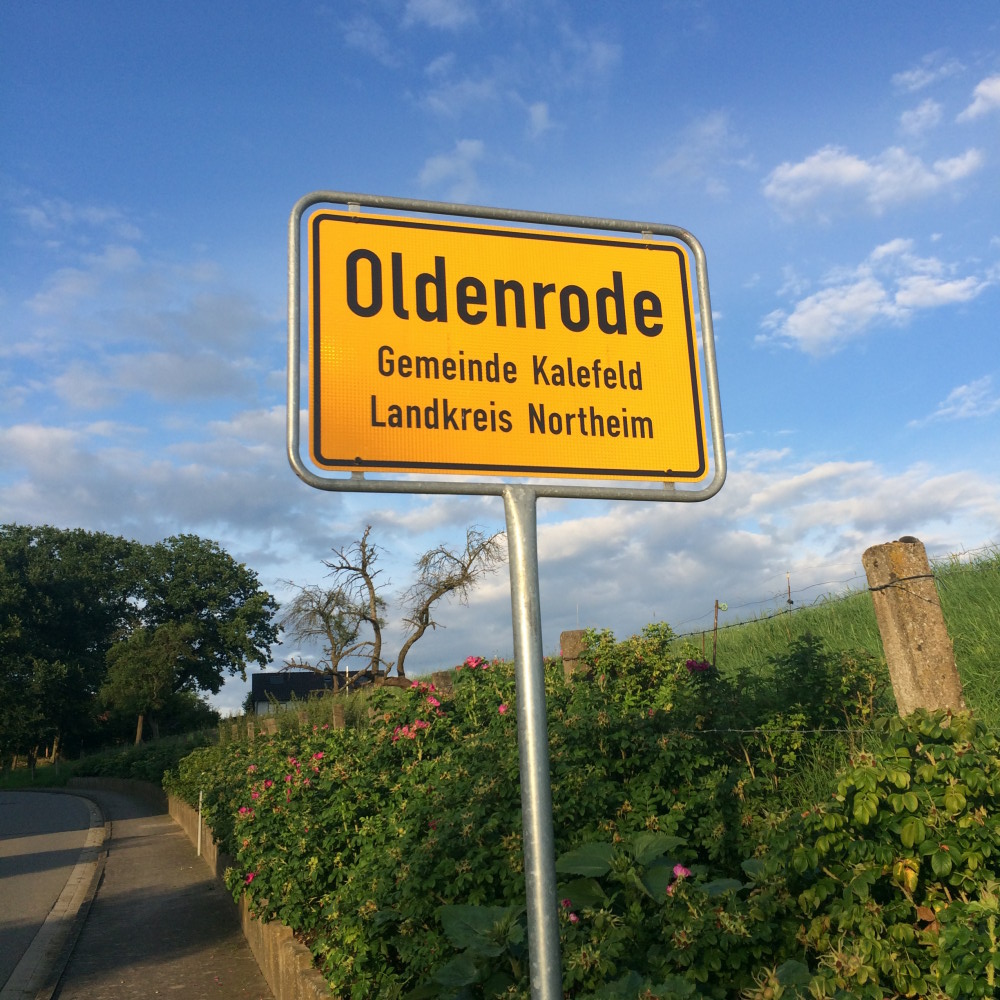 Oldenrode
Gemeinde Kalefeld
Landkreis Northeim